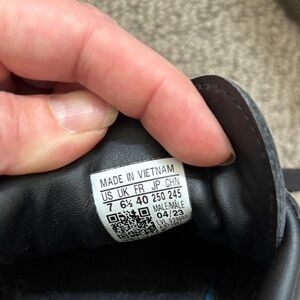 MADE IN VIETNAM
US UK FR JP CHN
7 6½ 40 250 245
MALE/MALE
04/23